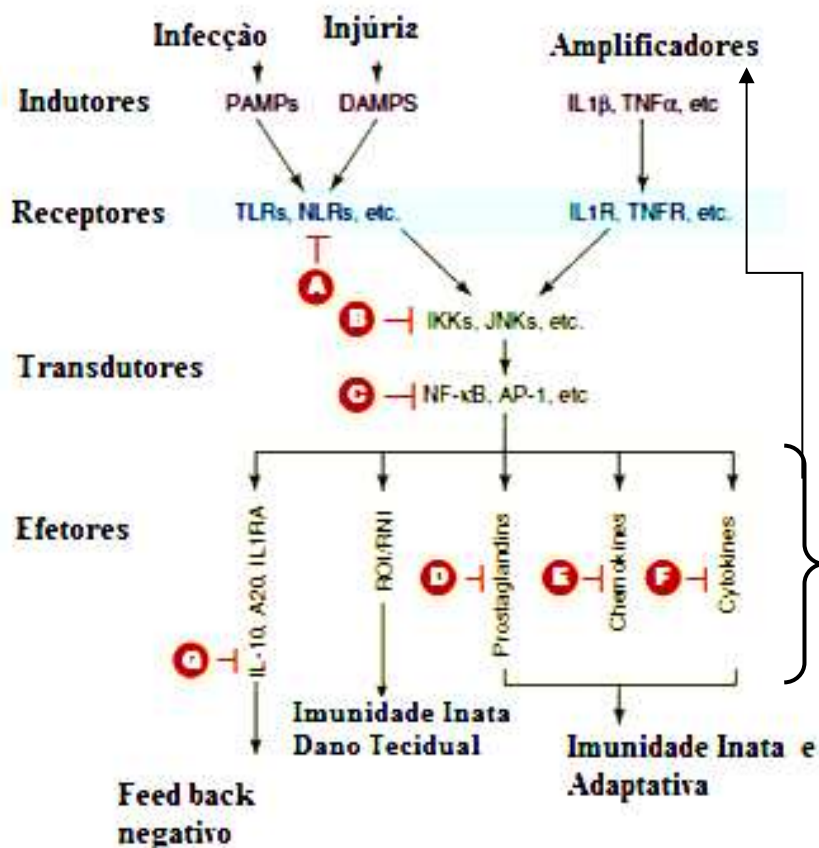 Infecção
Injúriz
Amplificadores
Indutores
PAMPs
DAMPS
IL1β, TNFα, etc
Receptores
TLRs, NLRs, etc.
IL1R, TNFR, etc.
A
B
IKKs, JNKs, etc.
Transdutores
C
NF-κB, AP-1, etc
Efetores
IL-10, A20, IL1RA
ROI/RNI
Prostaglandins
Chemokines
Cytokines
D
E
F
G
Imunidade Inata
Dano Tecidual
Imunidade Inata e
Adaptativa
Feed back
negativo